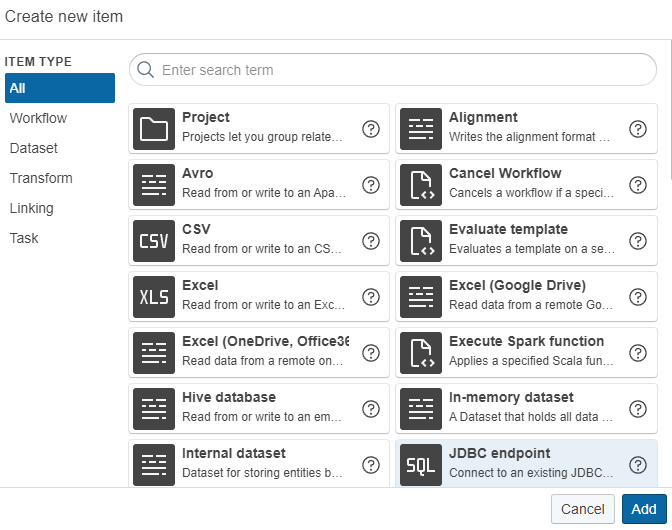 Create new item
ITEM TYPE
All
Workflow
Dataset
Transform
Linking
Task
Enter search term
Project
Projects let you group relate...
Alignment
Writes the alignment format ...
Avro
Read from or write to an Apa...
Cancel Workflow
Cancels a workflow if a speci...
CSV
CSV
Read from or write to an CS...
Evaluate template
Evaluates a template on a se...
XLS
Excel
Read from or write to an Exc...
Excel (Google Drive)
Read data from a remote Go...
Excel (OneDrive, Office36
Read data from a remote on...
Execute Spark function
Applies a specified Scala fun...
Hive database
Read from or write to an em...
In-memory dataset
A Dataset that holds all data ...
Internal dataset
Dataset for storing entities b...
SQL
JDBC endpoint
Connect to an existing JDBC...
Cancel
Add